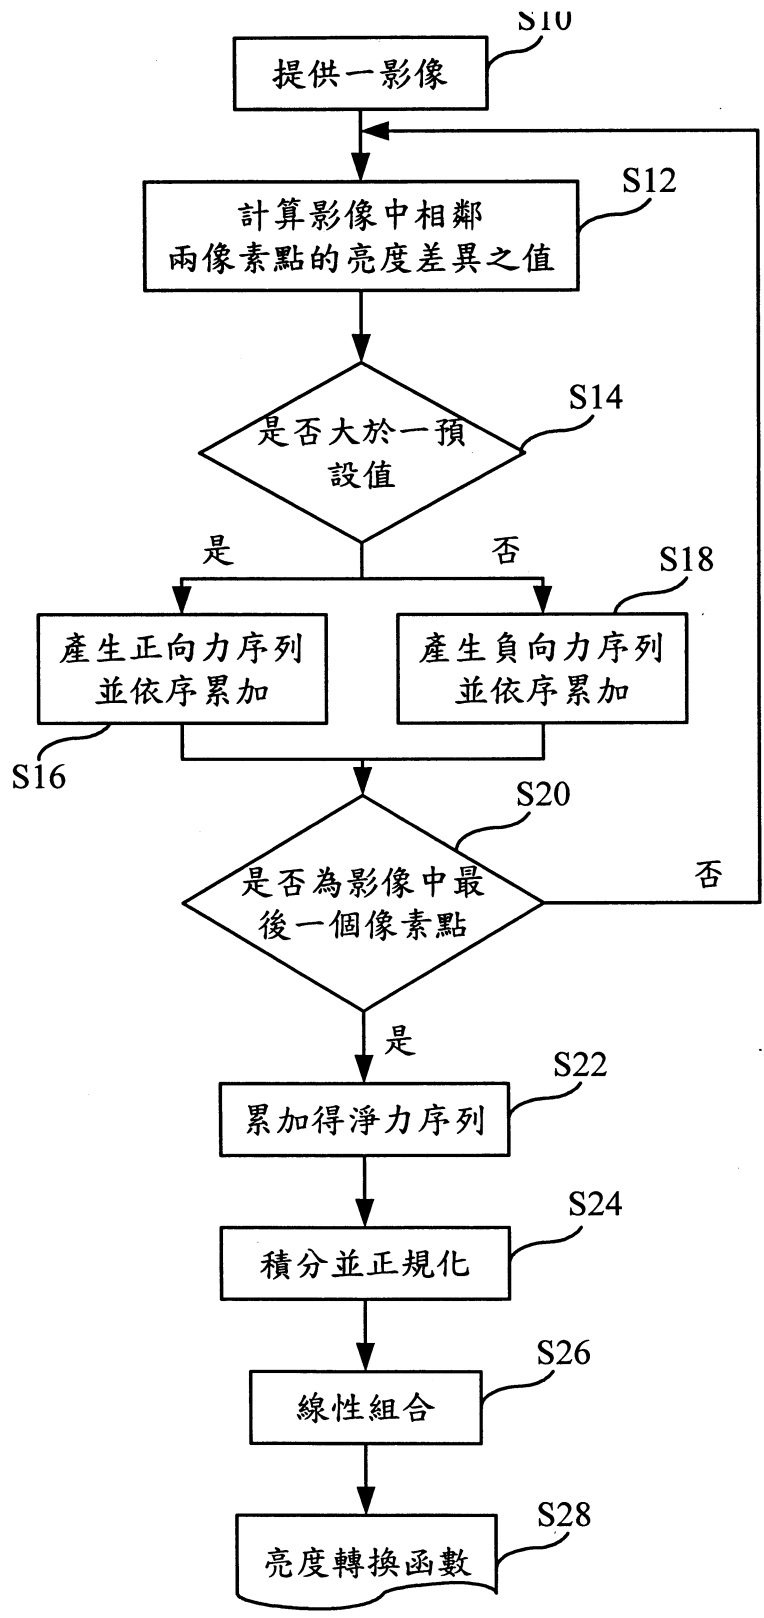 S10
提供一影像
S12
計算影像中相鄰
兩像素點的亮度差異之值
S14
是否大於一預
設值
是
否
S18
產生正向力序列
並依序累加
產生負向力序列
並依序累加
S16
S20
是否為影像中最
後一個像素點
否
是
S22
累加得淨力序列
S24
積分並正規化
S26
線性組合
S28
亮度轉換函數